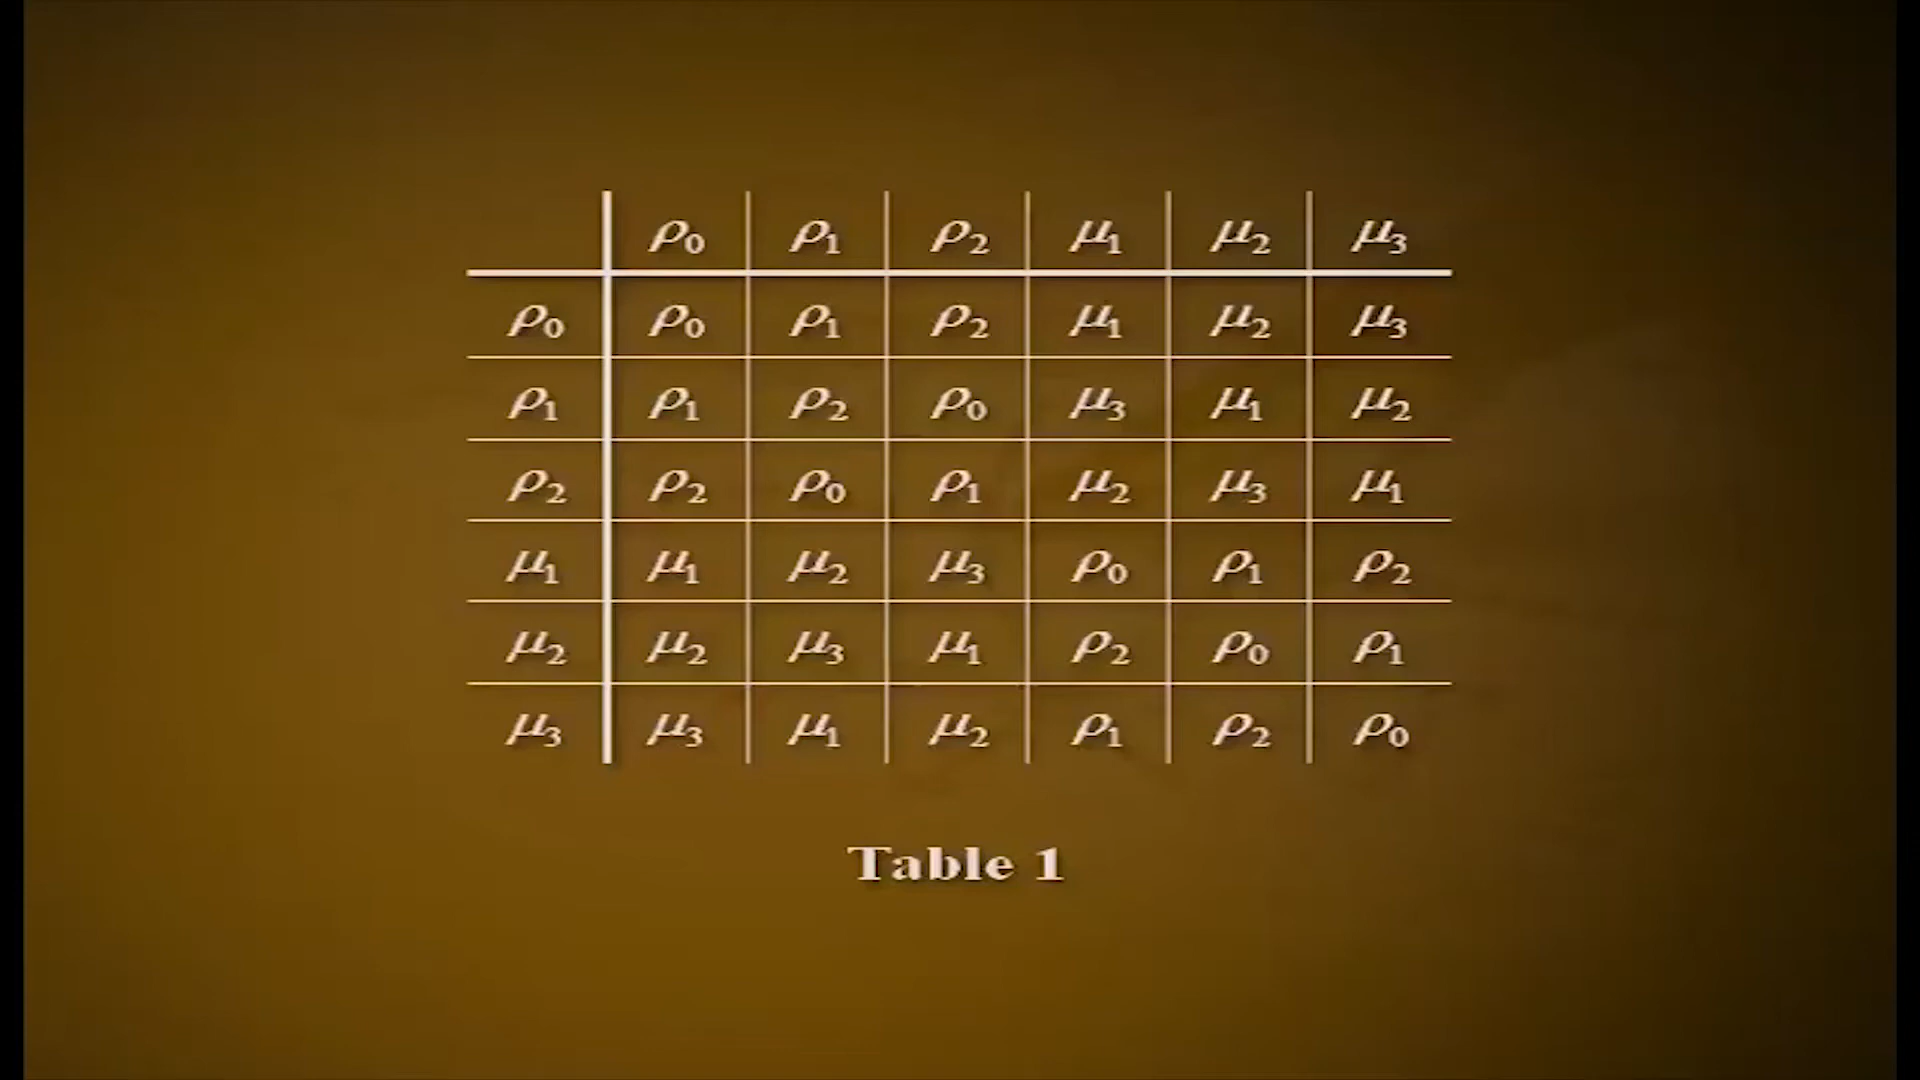 ρ₀ ρ₁ ρ₂ μ₁ μ₂ μ₃
ρ₀ ρ₀ ρ₁ ρ₂ μ₁ μ₂ μ₃
ρ₁ ρ₁ ρ₂ ρ₀ μ₃ μ₁ μ₂
ρ₂ ρ₂ ρ₀ ρ₁ μ₂ μ₃ μ₁
μ₁ μ₁ μ₂ μ₃ ρ₀ ρ₁ ρ₂
μ₂ μ₂ μ₃ μ₁ ρ₂ ρ₀ ρ₁
μ₃ μ₃ μ₁ μ₂ ρ₁ ρ₂ ρ₀
Table 1